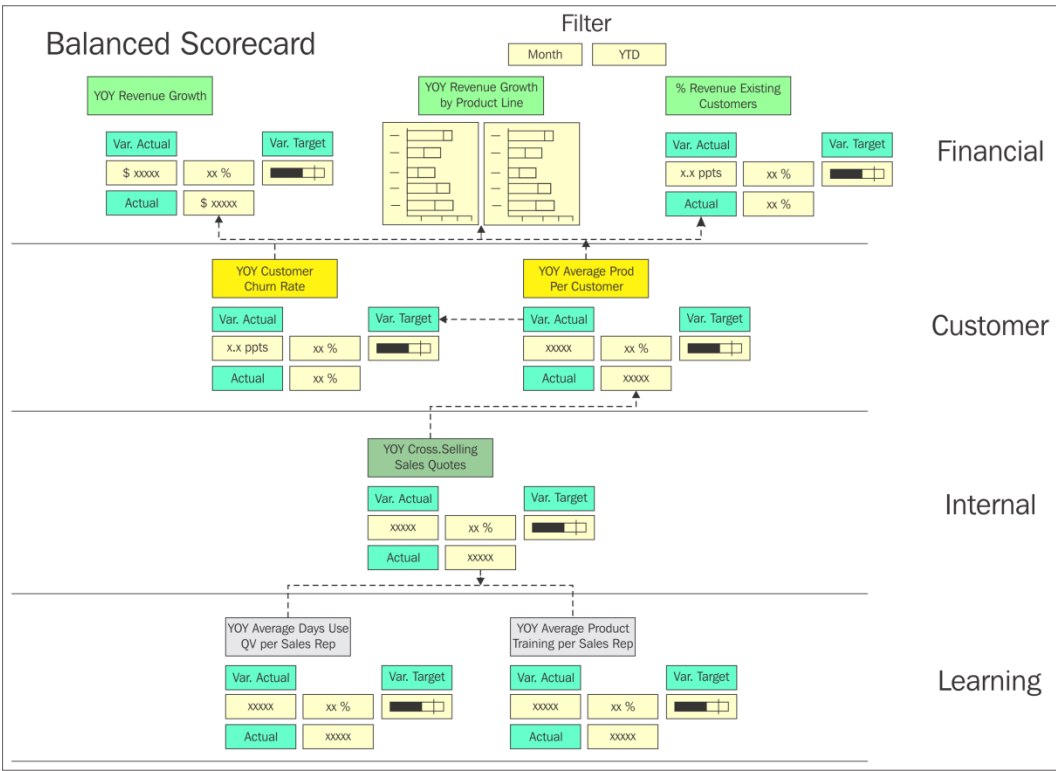 Balanced Scorecard
Filter
Month
YTD
YOY Revenue Growth
YOY Revenue Growth
by Product Line
% Revenue Existing
Customers
Financial
Var. Actual
Var. Target
$ xxxxx
xx %
Actual
$ xxxxx
Var. Actual
Var. Target
x.x ppts
xx %
Actual
xx %
YOY Customer
Churn Rate
YOY Average Prod
Per Customer
Customer
Var. Actual
Var. Target
x.x ppts
xx %
Actual
xx %
Var. Actual
Var. Target
xxxxx
xx %
Actual
xxxxx
YOY Cross.Selling
Sales Quotes
Internal
Var. Actual
Var. Target
xxxxx
xx %
Actual
xxxxx
YOY Average Days Use
QV per Sales Rep
YOY Average Product
Training per Sales Rep
Learning
Var. Actual
Var. Target
xxxxx
xx %
Actual
xxxxx
Var. Actual
Var. Target
xxxxx
xx %
Actual
xxxxx